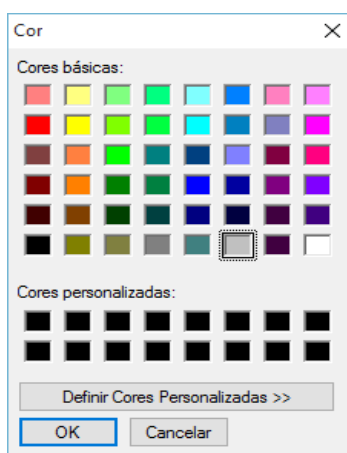 Cor
Cores básicas:
Cores personalizadas:
Definir Cores Personalizadas >>
OK Cancelar